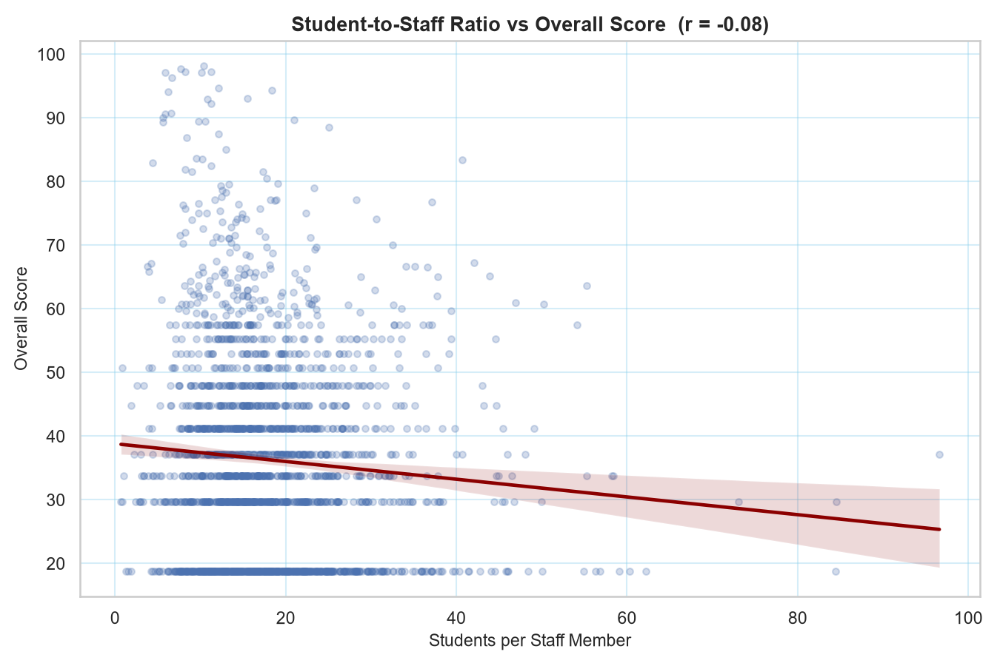 Student-to-Staff Ratio vs Overall Score (r = -0.08)
100
90
80
70
60
50
40
30
20
Overall Score
0 20 40 60 80 100
Students per Staff Member